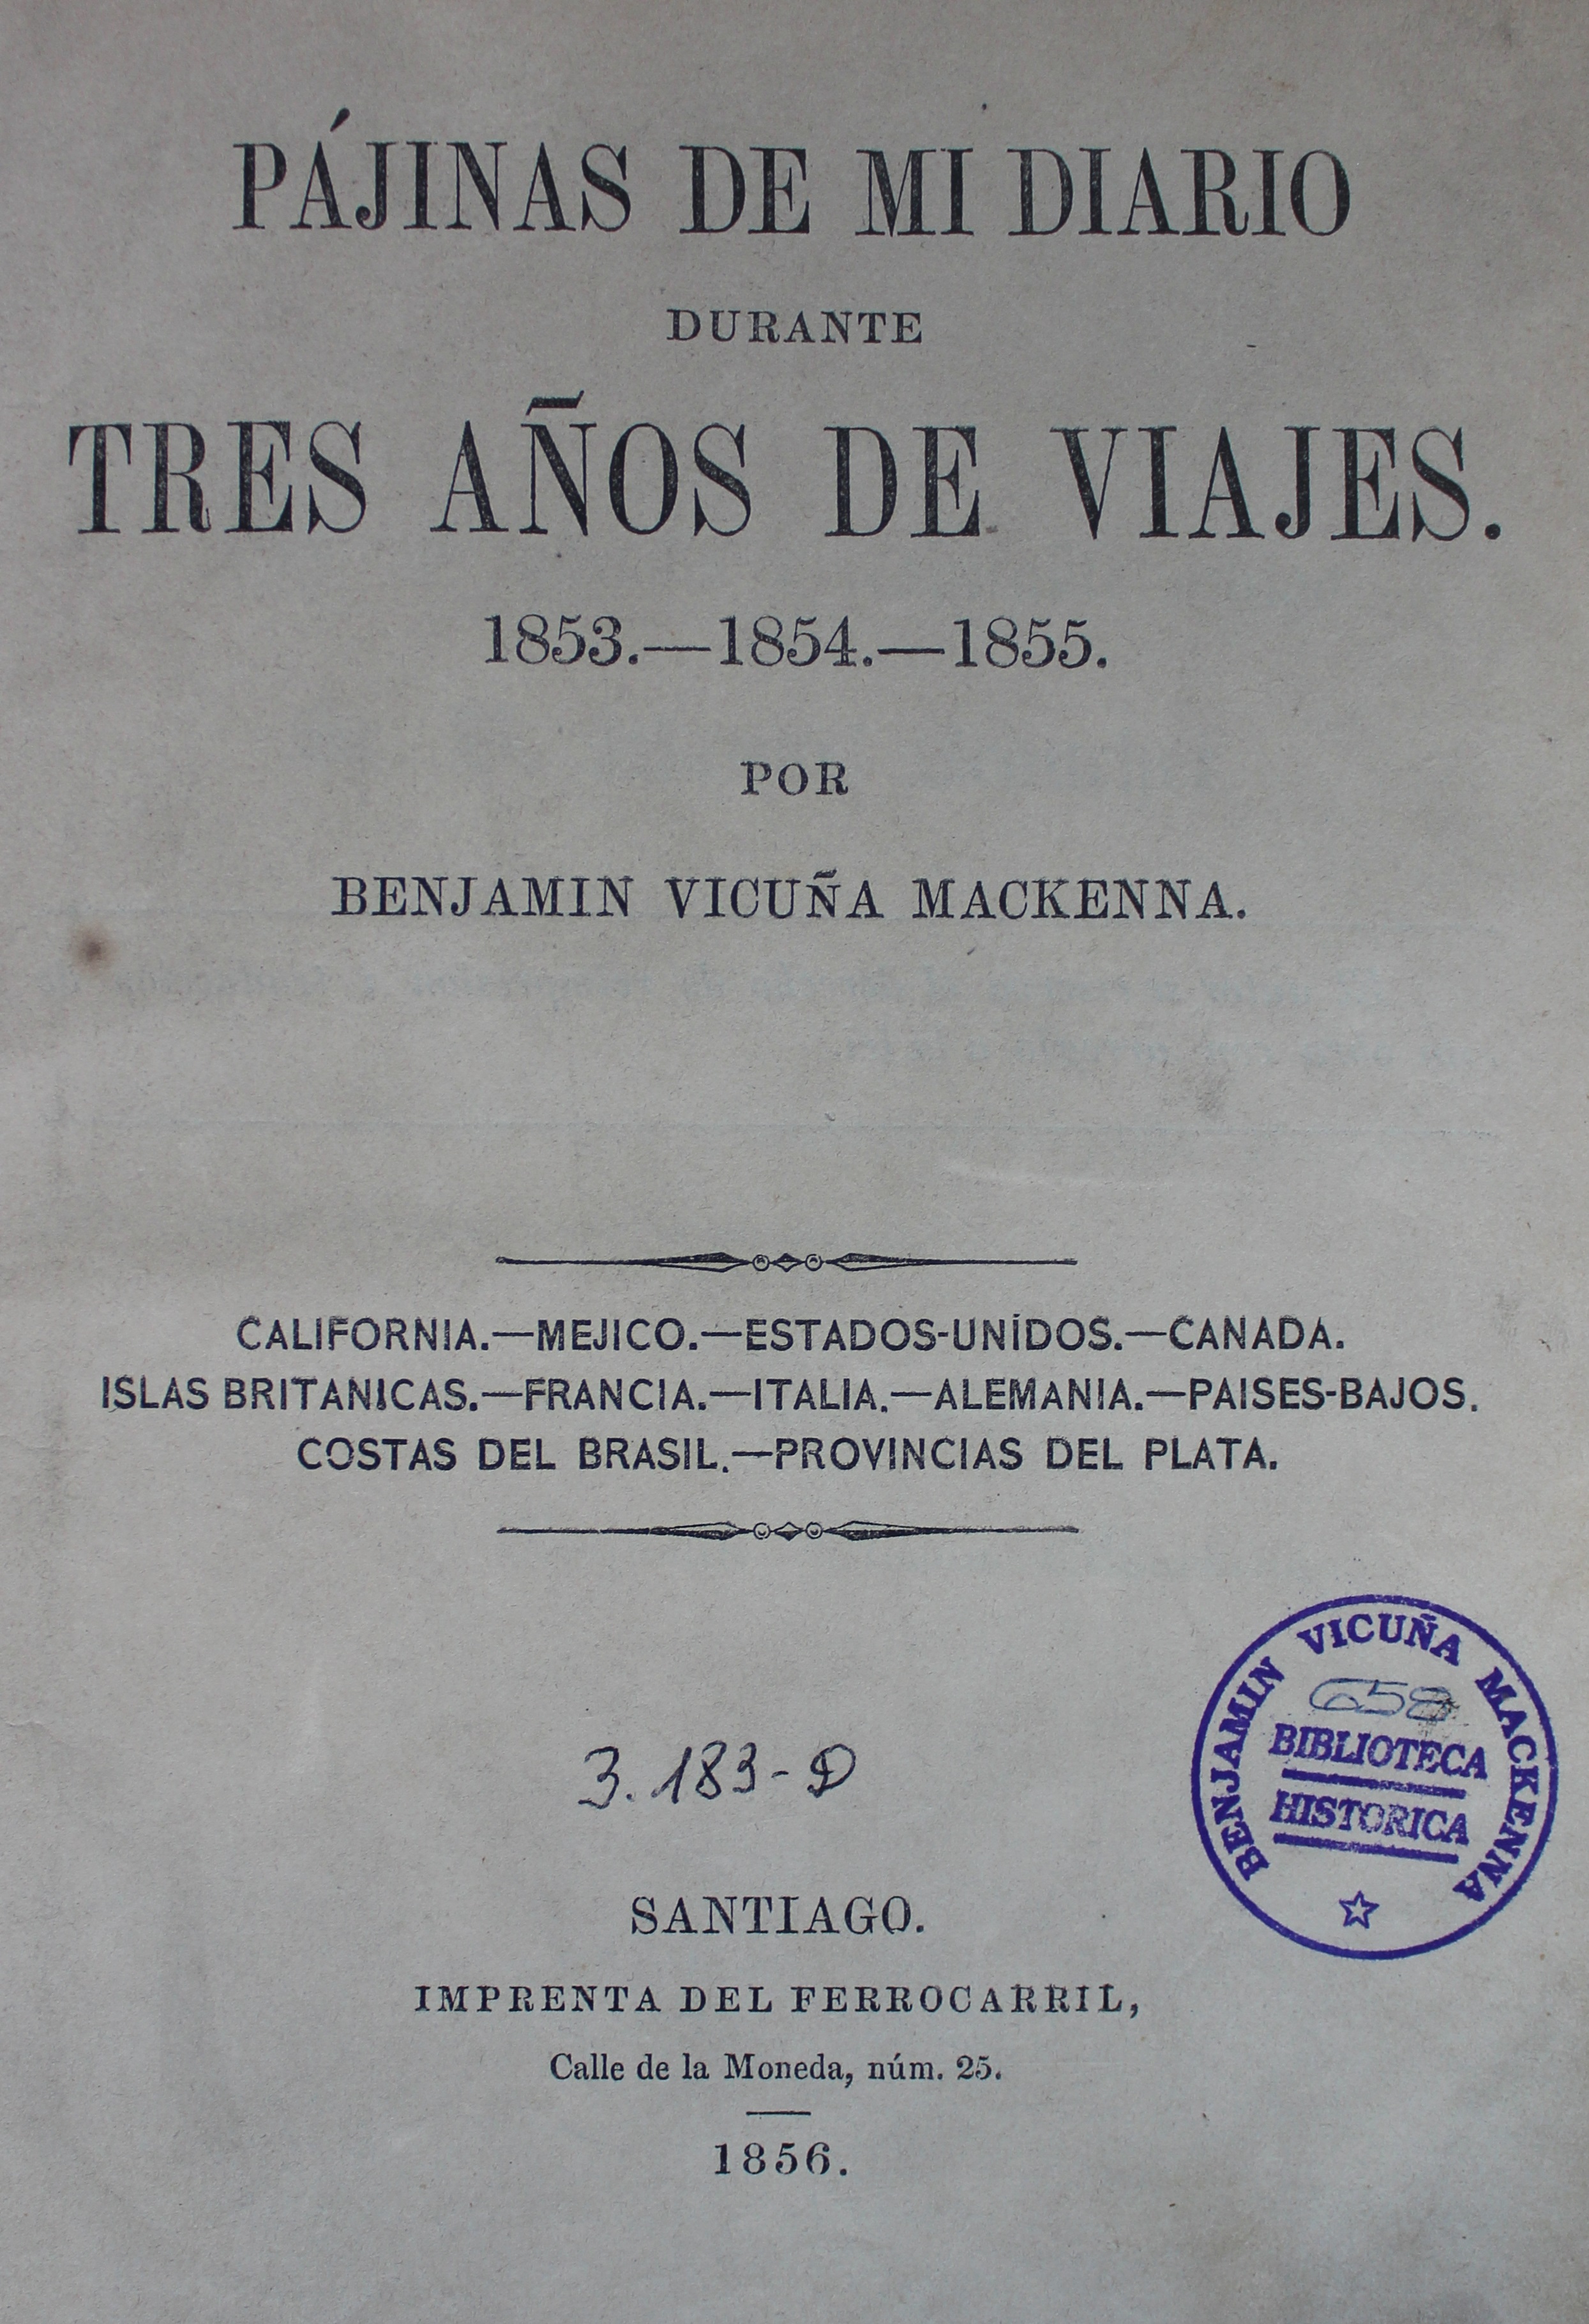 PÁJINAS DE MI DIARIO
DURANTE
TRES AÑOS DE VIAJES.
1853.—1854.—1855.
POR
BENJAMIN VICUÑA MACKENNA.
CALIFORNIA.—MEJICO.—ESTADOS-UNIDOS.—CANADA.
ISLAS BRITANICAS.—FRANCIA.—ITALIA.—ALEMANIA.—PAISES-BAJOS.
COSTAS DEL BRASIL.—PROVINCIAS DEL PLATA.
BENJAMIN VICUÑA MACKENNA
BIBLIOTECA
HISTORICA
3.183-D
SANTIAGO.
IMPRENTA DEL FERROCARRIL,
Calle de la Moneda, núm. 25.
1856.